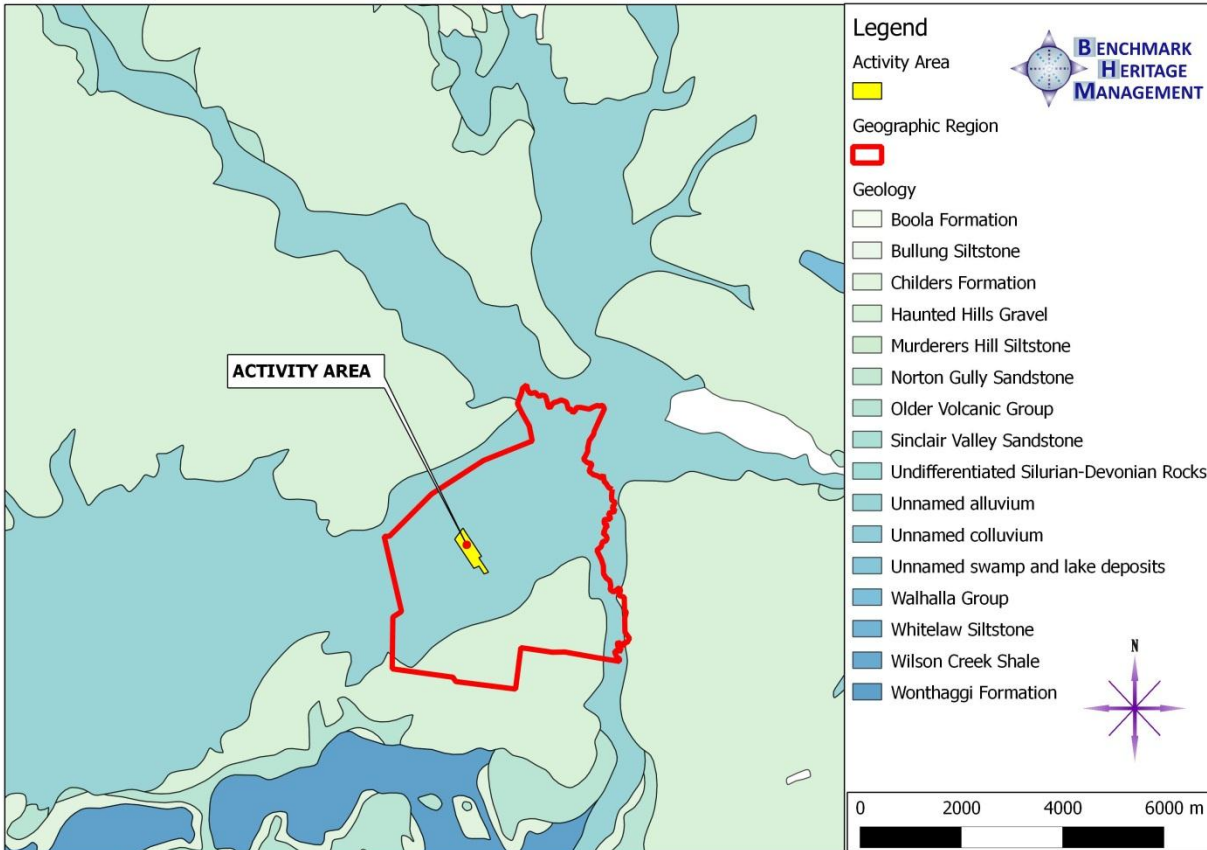 ACTIVITY AREA
Legend
Activity Area
Geographic Region
Geology
Boola Formation
Bullung Siltstone
Childers Formation
Haunted Hills Gravel
Murderers Hill Siltstone
Norton Gully Sandstone
Older Volcanic Group
Sinclair Valley Sandstone
Undifferentiated Silurian-Devonian Rocks
Unnamed alluvium
Unnamed colluvium
Unnamed swamp and lake deposits
Walhalla Group
Whitelaw Siltstone
Wilson Creek Shale
Wonthaggi Formation
BENCHMARK
HERITAGE
MANAGEMENT
N
0 2000 4000 6000 m